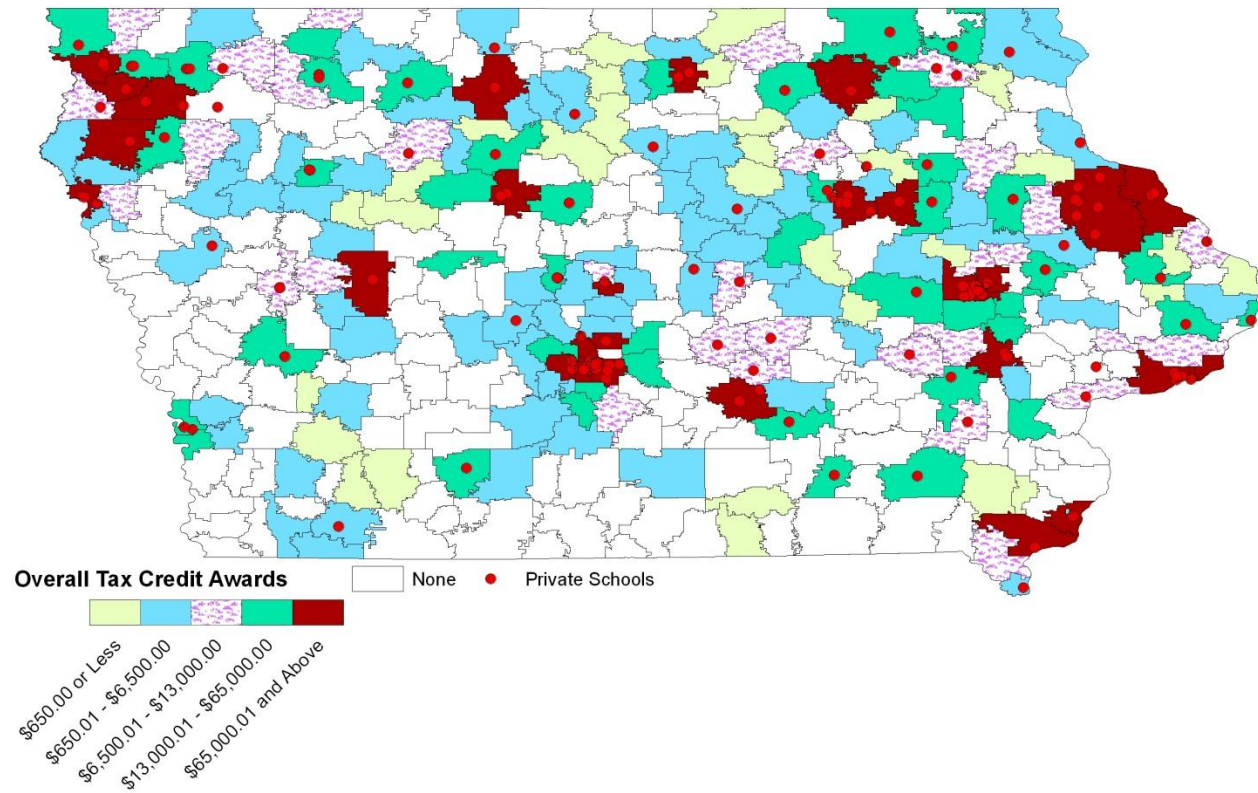 Overall Tax Credit Awards
None
Private Schools
$650.00 or Less
$650.01 - $6,500.00
$6,500.01 - $13,000.00
$13,000.01 - $65,000.00
$65,000.01 and Above